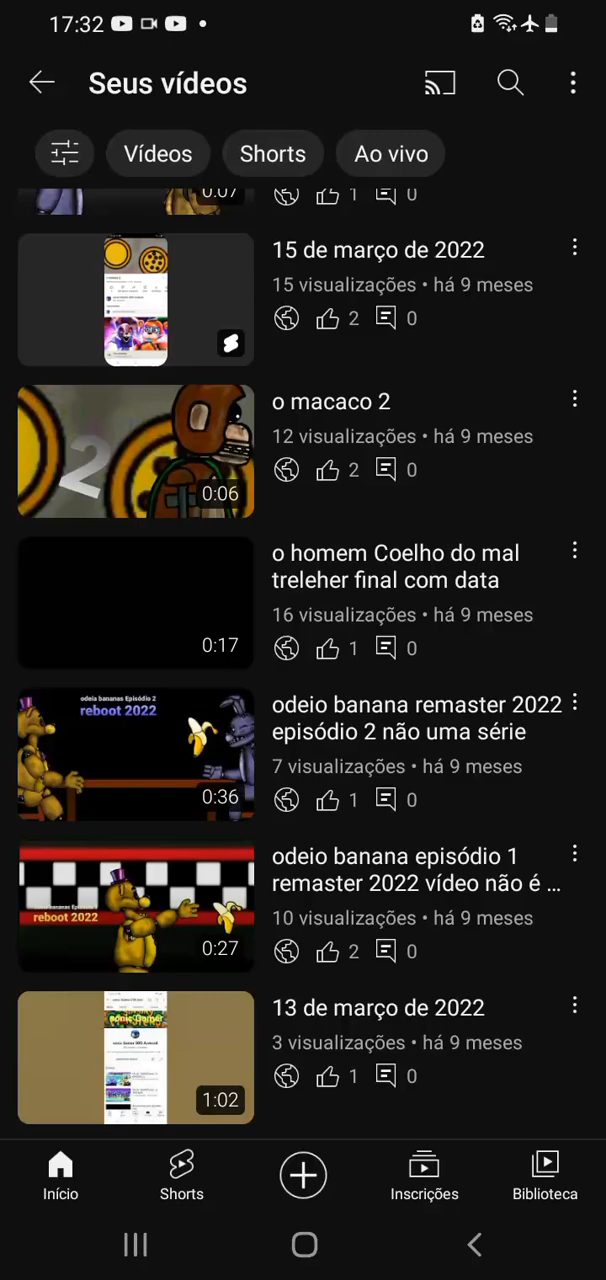 17:32
Seus vídeos
Vídeos
Shorts
Ao vivo
0:07
1
0
15 de março de 2022
15 visualizações • há 9 meses
2
0
o macaco 2
12 visualizações • há 9 meses
2
0
2
0:06
o homem Coelho do mal
treleher final com data
16 visualizações • há 9 meses
1
0
0:17
odeia bananas Episódio 2
reboot 2022
0:36
odeio banana remaster 2022
episódio 2 não uma série
7 visualizações • há 9 meses
1
0
reboot 2022
0:27
odeio banana episódio 1
remaster 2022 vídeo não é ...
10 visualizações • há 9 meses
2
0
1:02
13 de março de 2022
3 visualizações • há 9 meses
1
0
Início
Shorts
Inscrições
Biblioteca